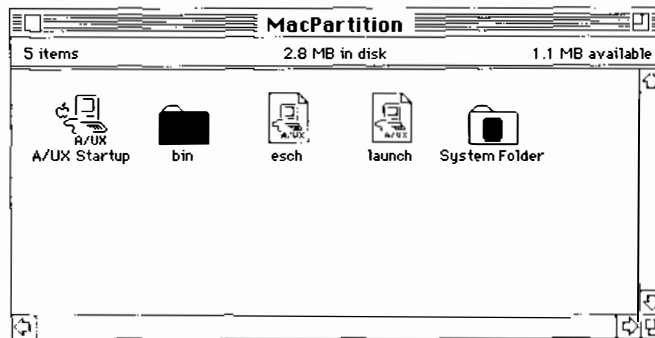 MacPartition
5 items 2.8 MB in disk 1.1 MB available
A/UX A/UX A/UX
A/UX Startup bin esch launch System Folder